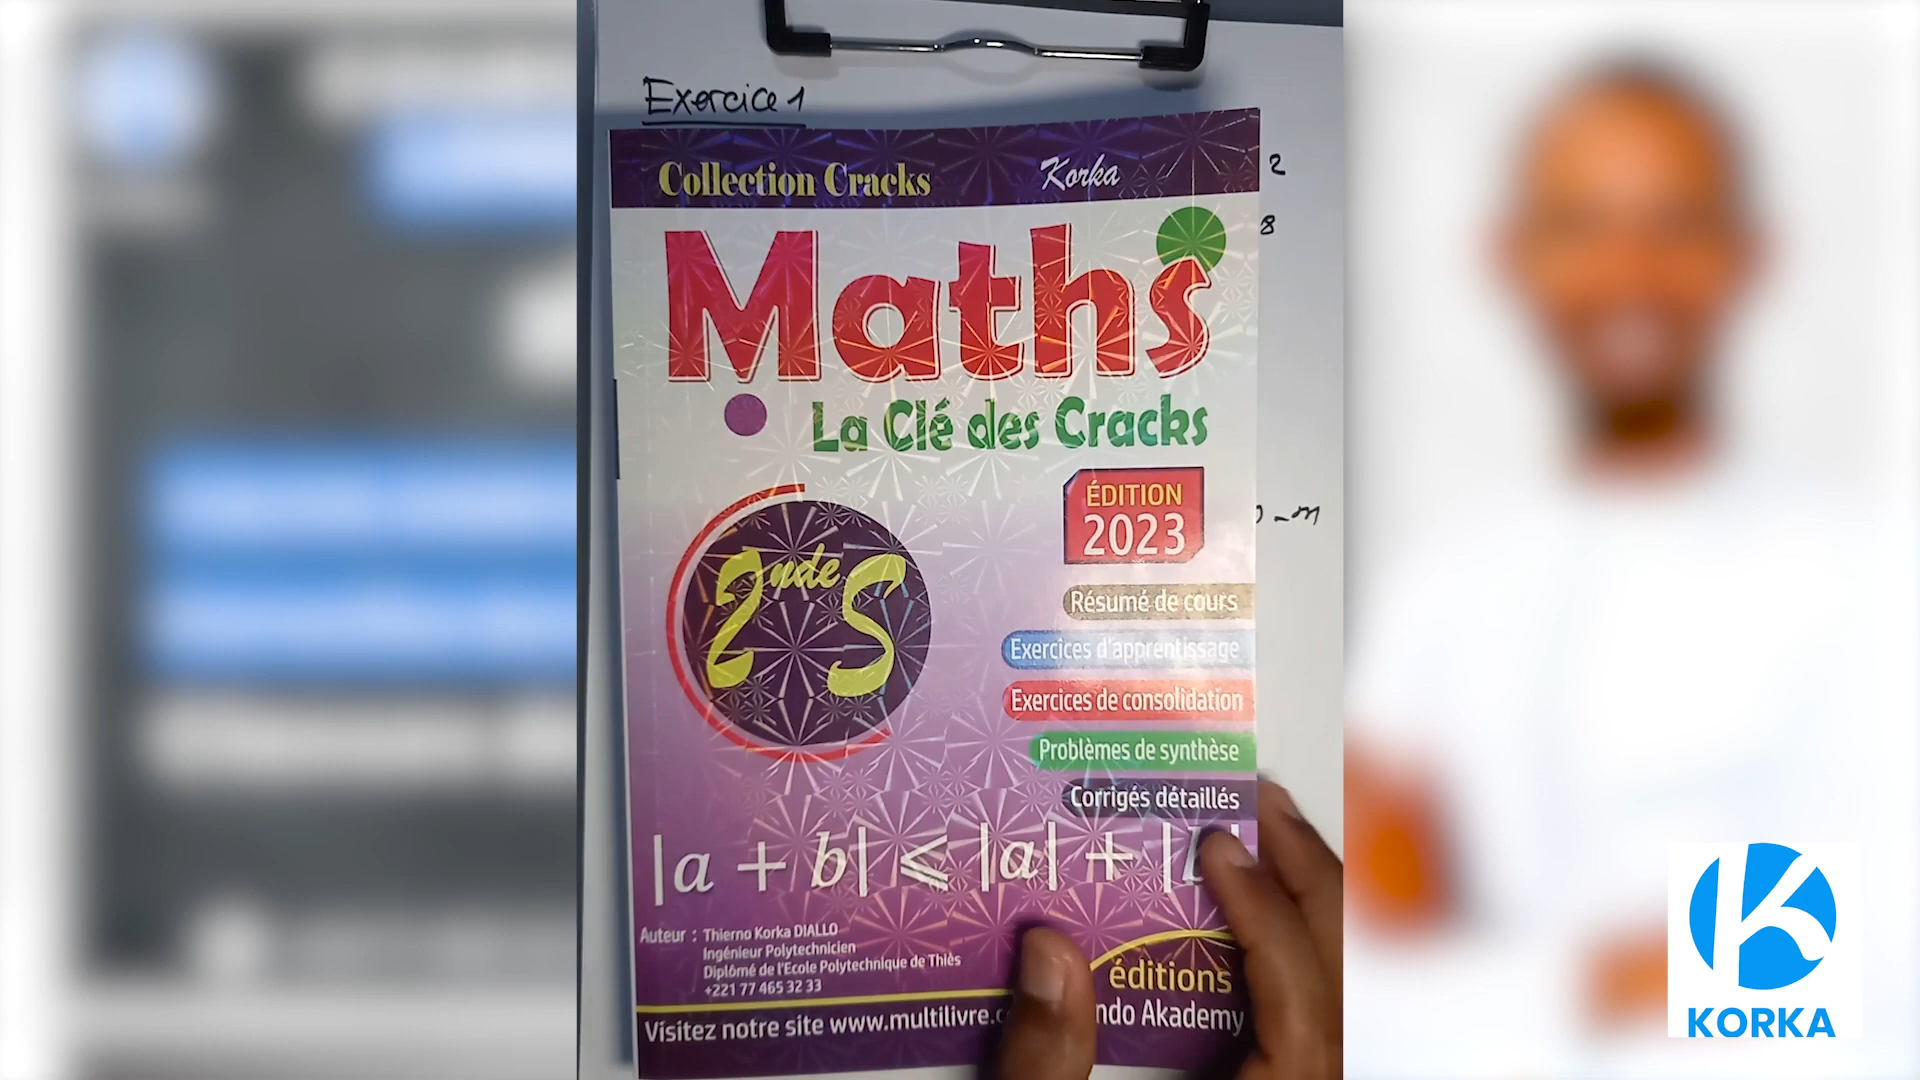 Exercice 1
Collection Cracks
Korka
2
Maths
8
La Clé des Cracks
ÉDITION
2023
2nde S
Résumé de cours
Exercices d'apprentissage
Exercices de consolidation
Problèmes de synthèse
Corrigés détaillés
|a + b| ⩽ |a| + |b|
Auteur : Thierno Korka DIALLO
Ingénieur Polytechnicien
Diplômé de l'Ecole Polytechnique de Thiès
+221 77 465 32 33
éditions
ndo Akademy
Visitez notre site www.multilivre.c
KORKA